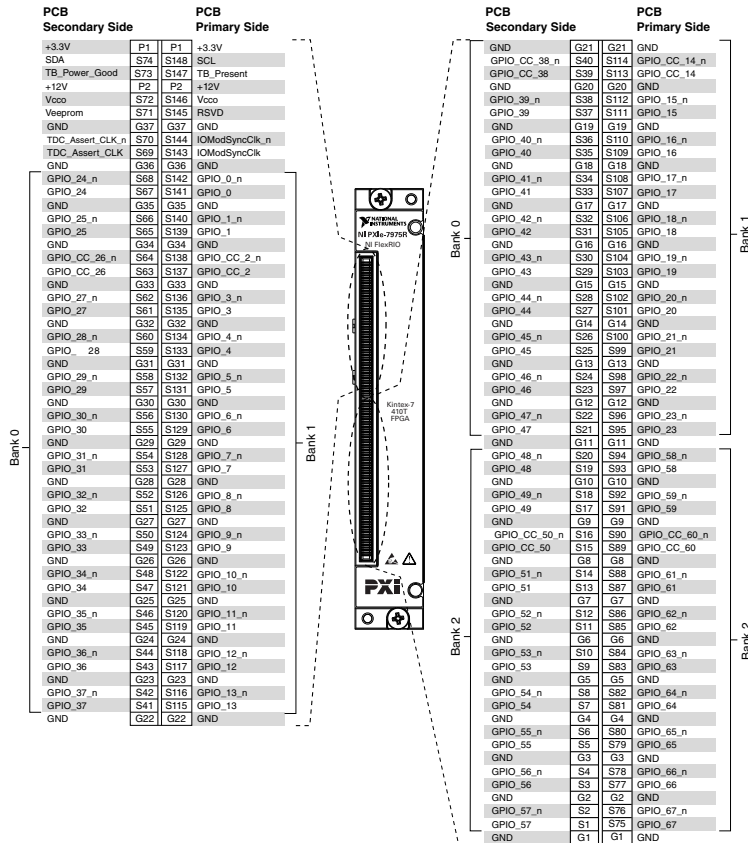 PCB Secondary Side PCB Primary Side
+3.3V P1 P1 +3.3V
SDA S74 S148 SCL
TB_Power_Good S73 S147 TB_Present
+12V P2 P2 +12V
Vcco S72 S146 Vcco
Veeprom S71 S145 RSVD
GND G37 G37 GND
TDC_Assert_CLK_n S70 S144 IOModSyncClk_n
TDC_Assert_CLK S69 S143 IOModSyncClk
GND G36 G36 GND
GPIO_24_n S68 S142 GPIO_0_n
GPIO_24 S67 S141 GPIO_0
GND G35 G35 GND
GPIO_25_n S66 S140 GPIO_1_n
GPIO_25 S65 S139 GPIO_1
GND G34 G34 GND
GPIO_CC_26_n S64 S138 GPIO_CC_2_n
GPIO_CC_26 S63 S137 GPIO_CC_2
GND G33 G33 GND
GPIO_27_n S62 S136 GPIO_3_n
GPIO_27 S61 S135 GPIO_3
GND G32 G32 GND
GPIO_28_n S60 S134 GPIO_4_n
GPIO_ 28 S59 S133 GPIO_4
GND G31 G31 GND
GPIO_29_n S58 S132 GPIO_5_n
GPIO_29 S57 S131 GPIO_5
GND G30 G30 GND
GPIO_30_n S56 S130 GPIO_6_n
GPIO_30 S55 S129 GPIO_6
GND G29 G29 GND
GPIO_31_n S54 S128 GPIO_7_n
GPIO_31 S53 S127 GPIO_7
GND G28 G28 GND
GPIO_32_n S52 S126 GPIO_8_n
GPIO_32 S51 S125 GPIO_8
GND G27 G27 GND
GPIO_33_n S50 S124 GPIO_9_n
GPIO_33 S49 S123 GPIO_9
GND G26 G26 GND
GPIO_34_n S48 S122 GPIO_10_n
GPIO_34 S47 S121 GPIO_10
GND G25 G25 GND
GPIO_35_n S46 S120 GPIO_11_n
GPIO_35 S45 S119 GPIO_11
GND G24 G24 GND
GPIO_36_n S44 S118 GPIO_12_n
GPIO_36 S43 S117 GPIO_12
GND G23 G23 GND
GPIO_37_n S42 S116 GPIO_13_n
GPIO_37 S41 S115 GPIO_13
GND G22 G22 GND
Bank 0
Bank 1
NATIONAL INSTRUMENTS
NI PXIe-7975R
NI FlexRIO
Kintex-7
410T
FPGA
PXI
PCB Secondary Side PCB Primary Side
GND G21 G21 GND
GPIO_CC_38_n S40 S114 GPIO_CC_14_n
GPIO_CC_38 S39 S113 GPIO_CC_14
GND G20 G20 GND
GPIO_39_n S38 S112 GPIO_15_n
GPIO_39 S37 S111 GPIO_15
GND G19 G19 GND
GPIO_40_n S36 S110 GPIO_16_n
GPIO_40 S35 S109 GPIO_16
GND G18 G18 GND
GPIO_41_n S34 S108 GPIO_17_n
GPIO_41 S33 S107 GPIO_17
GND G17 G17 GND
GPIO_42_n S32 S106 GPIO_18_n
GPIO_42 S31 S105 GPIO_18
GND G16 G16 GND
GPIO_43_n S30 S104 GPIO_19_n
GPIO_43 S29 S103 GPIO_19
GND G15 G15 GND
GPIO_44_n S28 S102 GPIO_20_n
GPIO_44 S27 S101 GPIO_20
GND G14 G14 GND
GPIO_45_n S26 S100 GPIO_21_n
GPIO_45 S25 S99 GPIO_21
GND G13 G13 GND
GPIO_46_n S24 S98 GPIO_22_n
GPIO_46 S23 S97 GPIO_22
GND G12 G12 GND
GPIO_47_n S22 S96 GPIO_23_n
GPIO_47 S21 S95 GPIO_23
GND G11 G11 GND
GPIO_48_n S20 S94 GPIO_58_n
GPIO_48 S19 S93 GPIO_58
GND G10 G10 GND
GPIO_49_n S18 S92 GPIO_59_n
GPIO_49 S17 S91 GPIO_59
GND G9 G9 GND
GPIO_CC_50_n S16 S90 GPIO_CC_60_n
GPIO_CC_50 S15 S89 GPIO_CC_60
GND G8 G8 GND
GPIO_51_n S14 S88 GPIO_61_n
GPIO_51 S13 S87 GPIO_61
GND G7 G7 GND
GPIO_52_n S12 S86 GPIO_62_n
GPIO_52 S11 S85 GPIO_62
GND G6 G6 GND
GPIO_53_n S10 S84 GPIO_63_n
GPIO_53 S9 S83 GPIO_63
GND G5 G5 GND
GPIO_54_n S8 S82 GPIO_64_n
GPIO_54 S7 S81 GPIO_64
GND G4 G4 GND
GPIO_55_n S6 S80 GPIO_65_n
GPIO_55 S5 S79 GPIO_65
GND G3 G3 GND
GPIO_56_n S4 S78 GPIO_66_n
GPIO_56 S3 S77 GPIO_66
GND G2 G2 GND
GPIO_57_n S2 S76 GPIO_67_n
GPIO_57 S1 S75 GPIO_67
GND G1 G1 GND
Bank 0
Bank 1
Bank 2
Bank 2